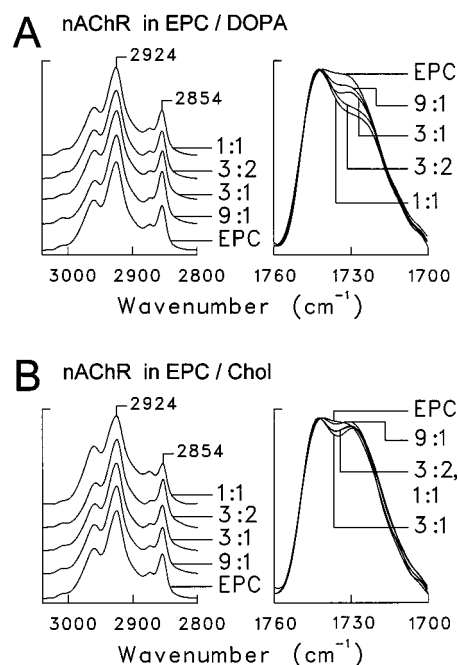 A nAChR in EPC / DOPA
2924
2854
1:1
3:2
3:1
9:1
EPC
3000 2900 2800
EPC
9:1
3:1
3:2
1:1
1760 1730 1700
Wavenumber (cm⁻¹)
B nAChR in EPC / Chol
2924
2854
1:1
3:2
3:1
9:1
EPC
3000 2900 2800
EPC
9:1
3:2,
1:1
3:1
1760 1730 1700
Wavenumber (cm⁻¹)